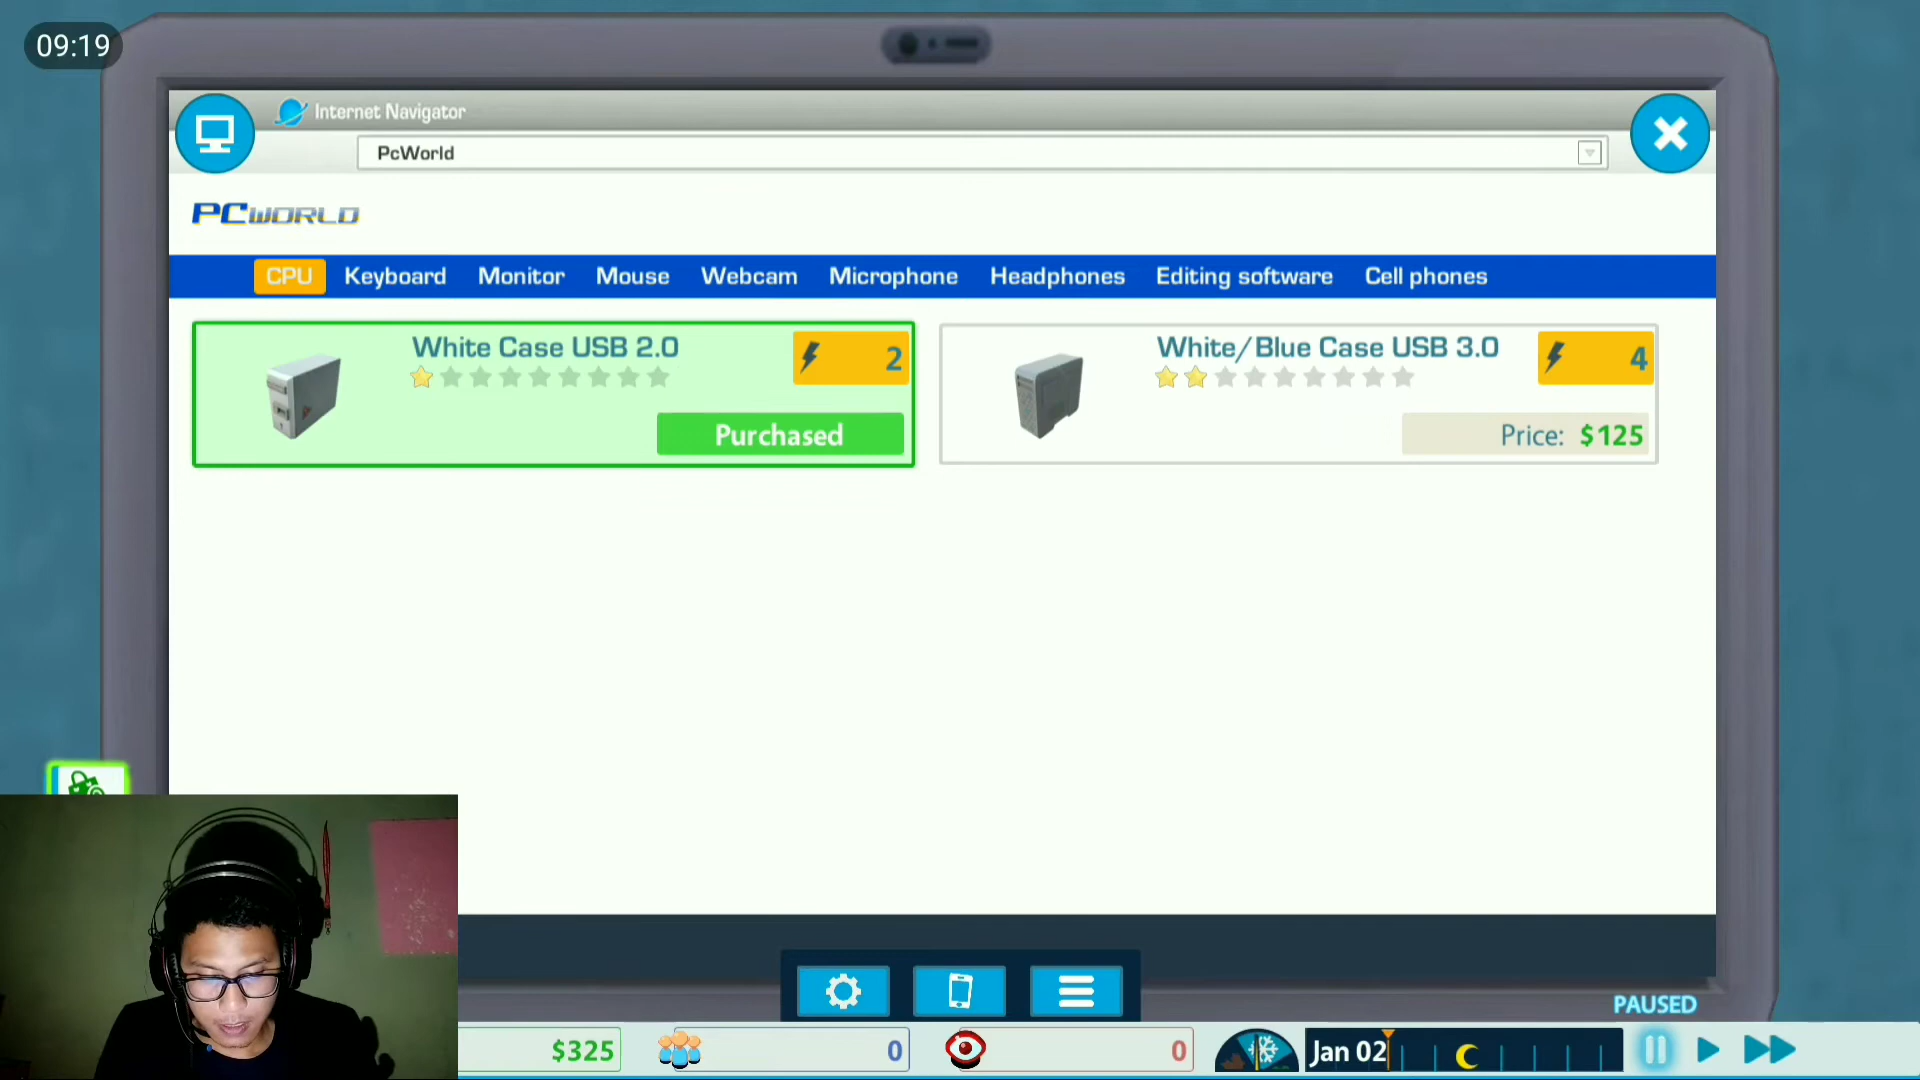 09:19
Internet Navigator
PcWorld
PCWORLD
CPU Keyboard Monitor Mouse Webcam Microphone Headphones Editing software Cell phones
White Case USB 2.0
2
Purchased
White/Blue Case USB 3.0
4
Price: $125
PAUSED
$325
0
0
Jan 02